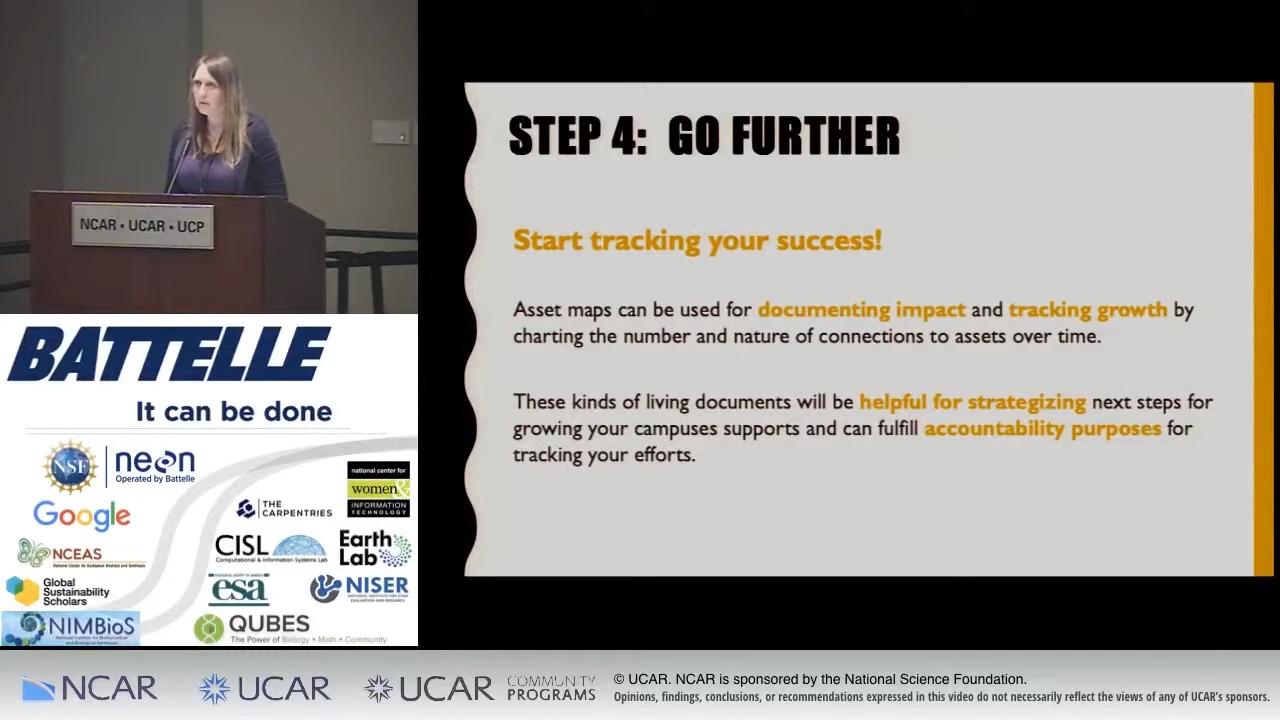 NCAR • UCAR • UCP
STEP 4: GO FURTHER
Start tracking your success!
Asset maps can be used for documenting impact and tracking growth by
charting the number and nature of connections to assets over time.
These kinds of living documents will be helpful for strategizing next steps for
growing your campuses supports and can fulfill accountability purposes for
tracking your efforts.
BATTELLE
It can be done
NSF
neon
Operated by Battelle
national center for
women&
INFORMATION
TECHNOLOGY
Google
THE
CARPENTRIES
NCEAS
CISL
Computational & Information Systems Lab
Earth
Lab
Global
Sustainability
Scholars
esa
NISER
NIMBioS
QUBES
The Power of Biology • Math • Community
NCAR
UCAR
UCAR
COMMUNITY
PROGRAMS
© UCAR. NCAR is sponsored by the National Science Foundation.
Opinions, findings, conclusions, or recommendations expressed in this video do not necessarily reflect the views of any of UCAR's sponsors.